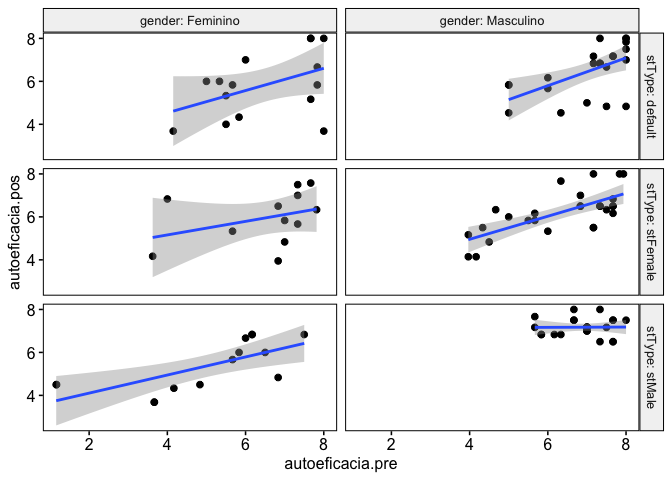 gender: Feminino
gender: Masculino
8
6
4
stType: default
autoeficacia.pos
8
6
4
stType: stFemale
8
6
4
stType: stMale
2
4
6
8
2
4
6
8
autoeficacia.pre